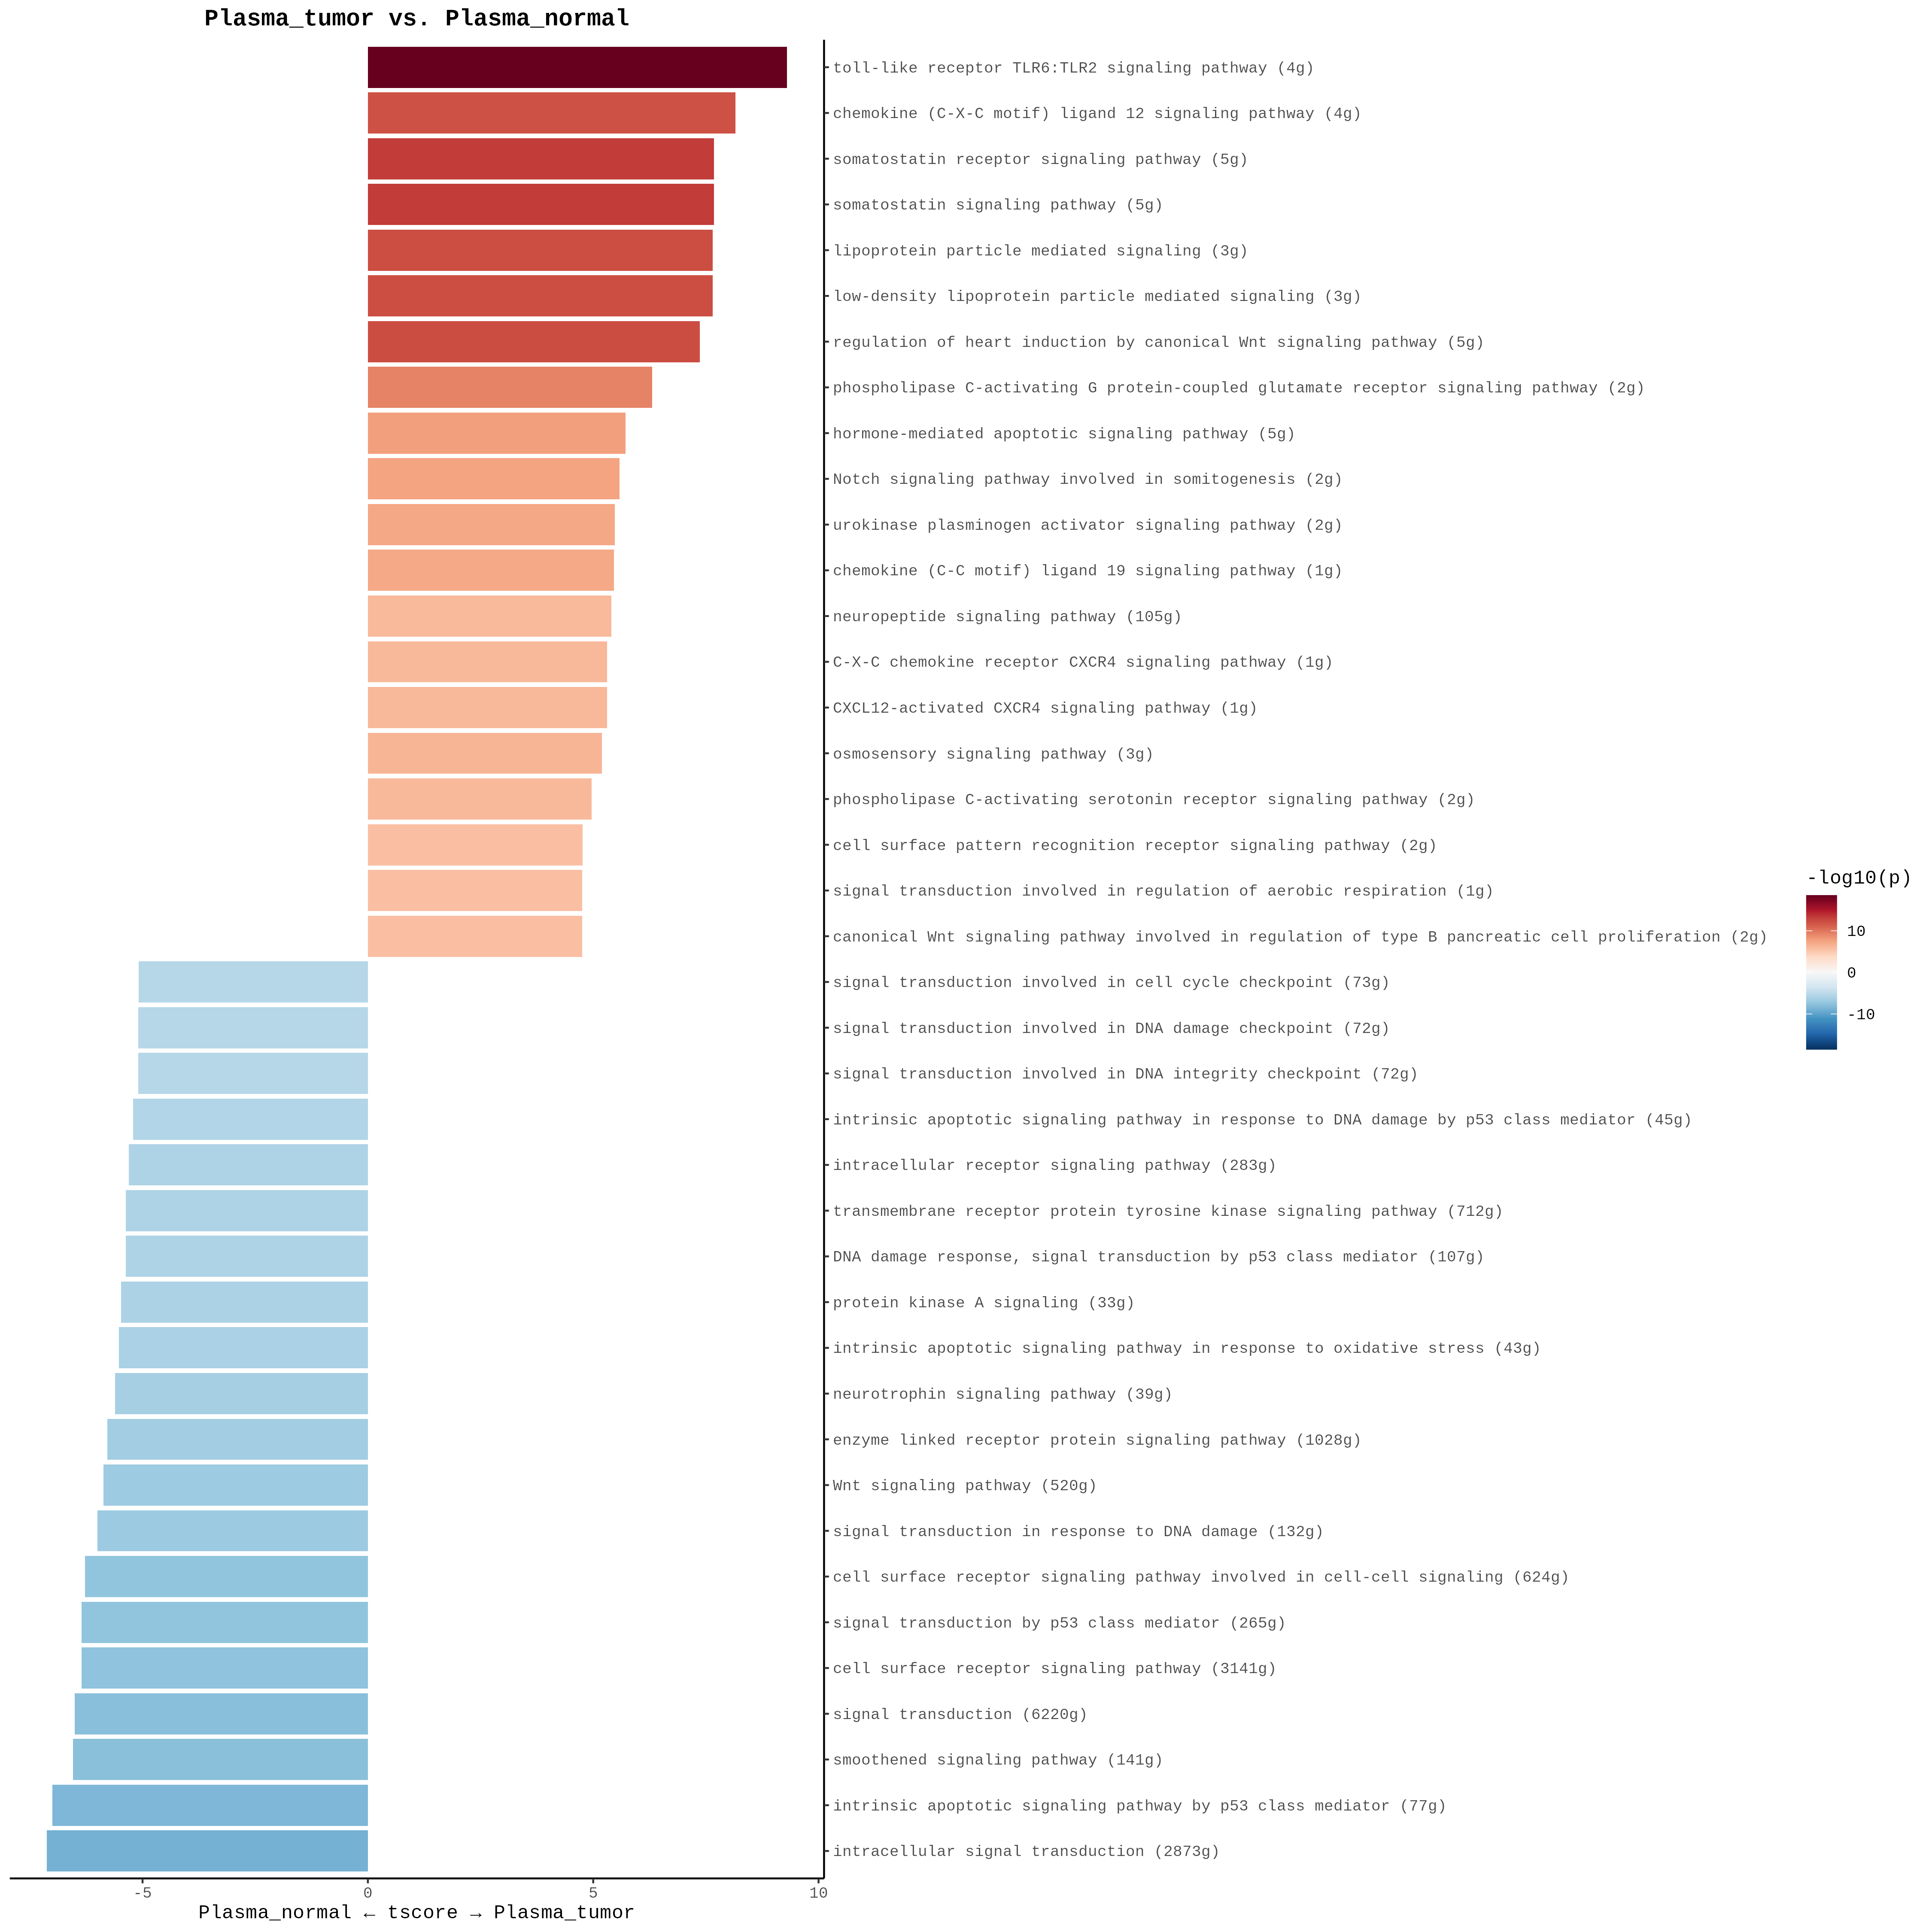 Plasma_tumor vs. Plasma_normal
toll-like receptor TLR6:TLR2 signaling pathway (4g)
chemokine (C-X-C motif) ligand 12 signaling pathway (4g)
somatostatin receptor signaling pathway (5g)
somatostatin signaling pathway (5g)
lipoprotein particle mediated signaling (3g)
low-density lipoprotein particle mediated signaling (3g)
regulation of heart induction by canonical Wnt signaling pathway (5g)
phospholipase C-activating G protein-coupled glutamate receptor signaling pathway (2g)
hormone-mediated apoptotic signaling pathway (5g)
Notch signaling pathway involved in somitogenesis (2g)
urokinase plasminogen activator signaling pathway (2g)
chemokine (C-C motif) ligand 19 signaling pathway (1g)
neuropeptide signaling pathway (105g)
C-X-C chemokine receptor CXCR4 signaling pathway (1g)
CXCL12-activated CXCR4 signaling pathway (1g)
osmosensory signaling pathway (3g)
phospholipase C-activating serotonin receptor signaling pathway (2g)
cell surface pattern recognition receptor signaling pathway (2g)
signal transduction involved in regulation of aerobic respiration (1g)
canonical Wnt signaling pathway involved in regulation of type B pancreatic cell proliferation (2g)
signal transduction involved in cell cycle checkpoint (73g)
signal transduction involved in DNA damage checkpoint (72g)
signal transduction involved in DNA integrity checkpoint (72g)
intrinsic apoptotic signaling pathway in response to DNA damage by p53 class mediator (45g)
intracellular receptor signaling pathway (283g)
transmembrane receptor protein tyrosine kinase signaling pathway (712g)
DNA damage response, signal transduction by p53 class mediator (107g)
protein kinase A signaling (33g)
intrinsic apoptotic signaling pathway in response to oxidative stress (43g)
neurotrophin signaling pathway (39g)
enzyme linked receptor protein signaling pathway (1028g)
Wnt signaling pathway (520g)
signal transduction in response to DNA damage (132g)
cell surface receptor signaling pathway involved in cell-cell signaling (624g)
signal transduction by p53 class mediator (265g)
cell surface receptor signaling pathway (3141g)
signal transduction (6220g)
smoothened signaling pathway (141g)
intrinsic apoptotic signaling pathway by p53 class mediator (77g)
intracellular signal transduction (2873g)
-5 0 5 10
Plasma_normal ← tscore → Plasma_tumor
-log10(p)
10
0
-10